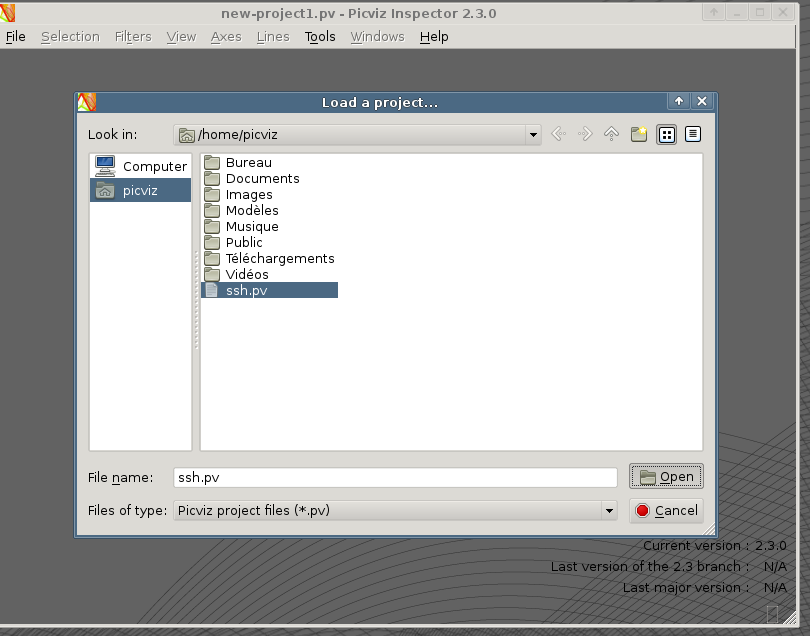 new-project1.pv - Picviz Inspector 2.3.0
File Selection Filters View Axes Lines Tools Windows Help
Load a project...
Look in: /home/picviz
Computer
picviz
Bureau
Documents
Images
Modèles
Musique
Public
Téléchargements
Vidéos
ssh.pv
File name: ssh.pv Open
Files of type: Picviz project files (*.pv) Cancel
Current version : 2.3.0
Last version of the 2.3 branch : N/A
Last major version : N/A